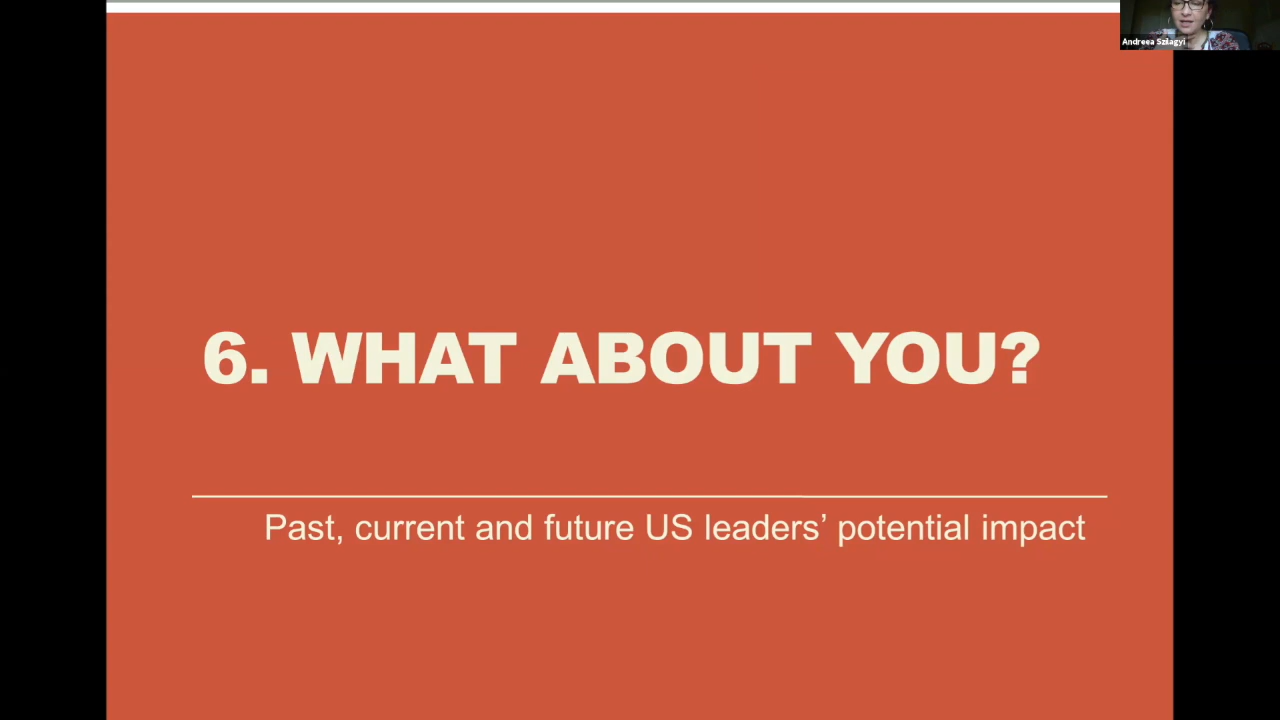 Andreea Szilagyi
6. WHAT ABOUT YOU?
Past, current and future US leaders’ potential impact